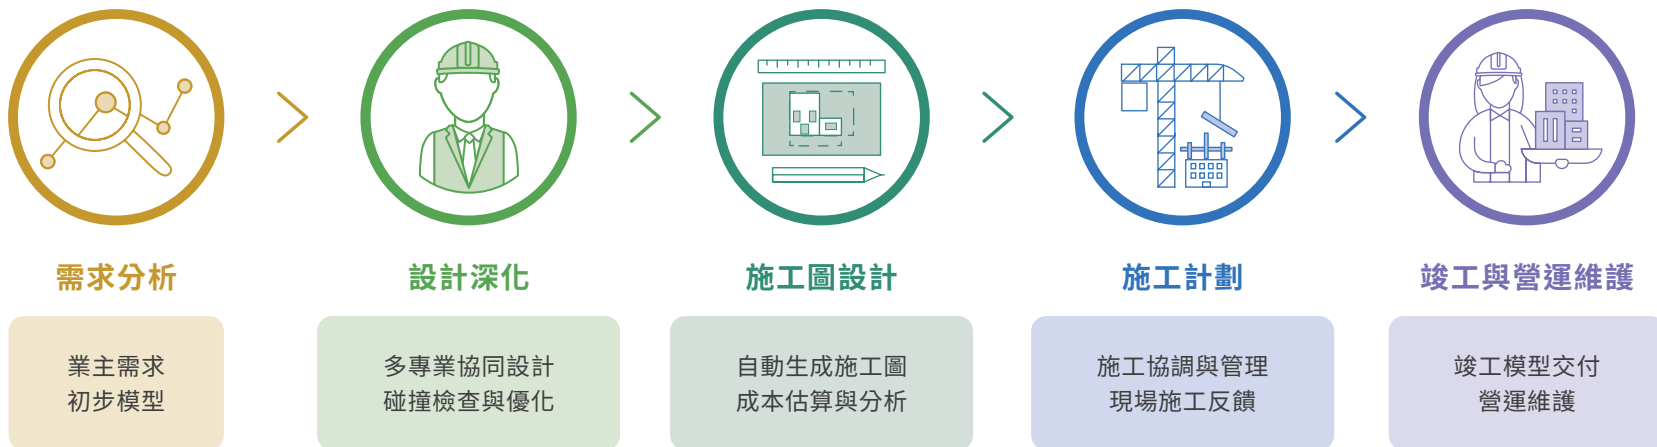 需求分析
業主需求
初步模型
設計深化
多專業協同設計
碰撞檢查與優化
施工圖設計
自動生成施工圖
成本估算與分析
施工計劃
施工協調與管理
現場施工反饋
竣工與營運維護
竣工模型交付
營運維護